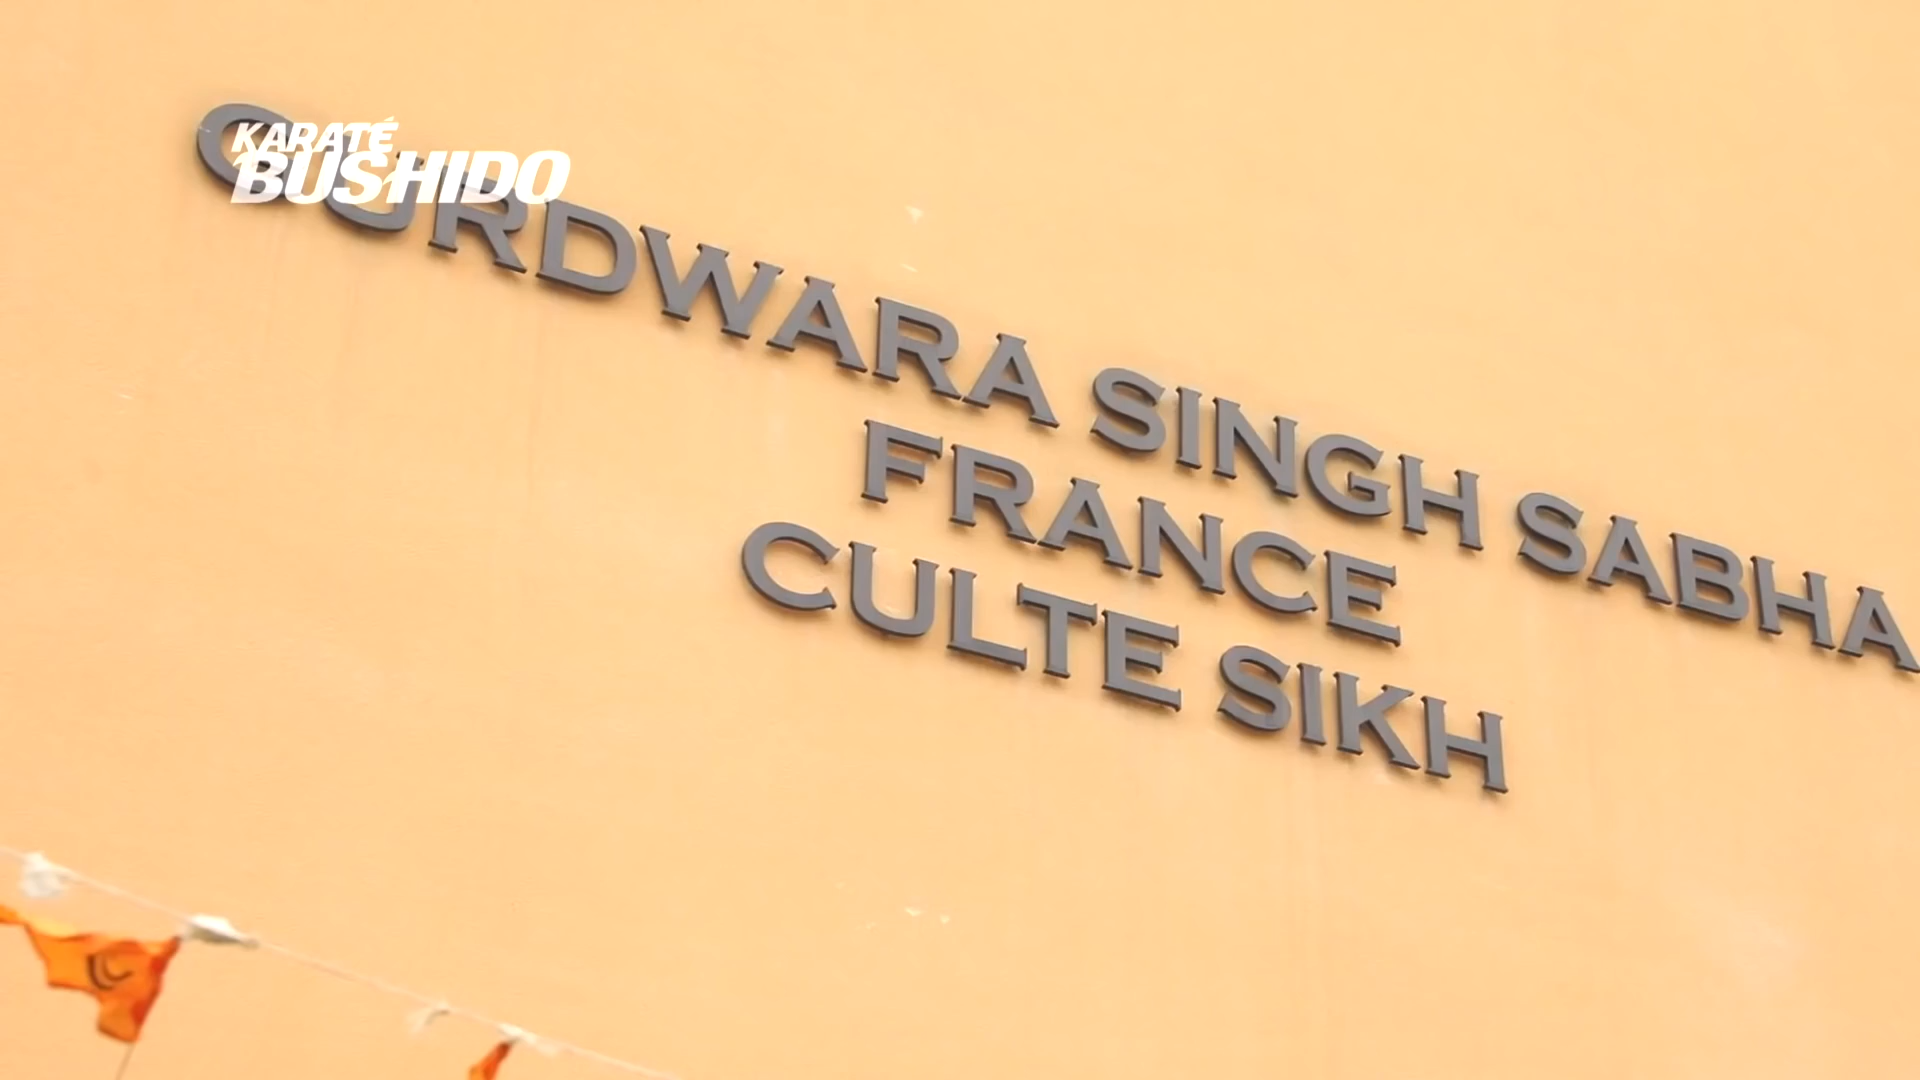 KARATÉ
BUSHIDO
GURDWARA SINGH SABHA
FRANCE
CULTE SIKH